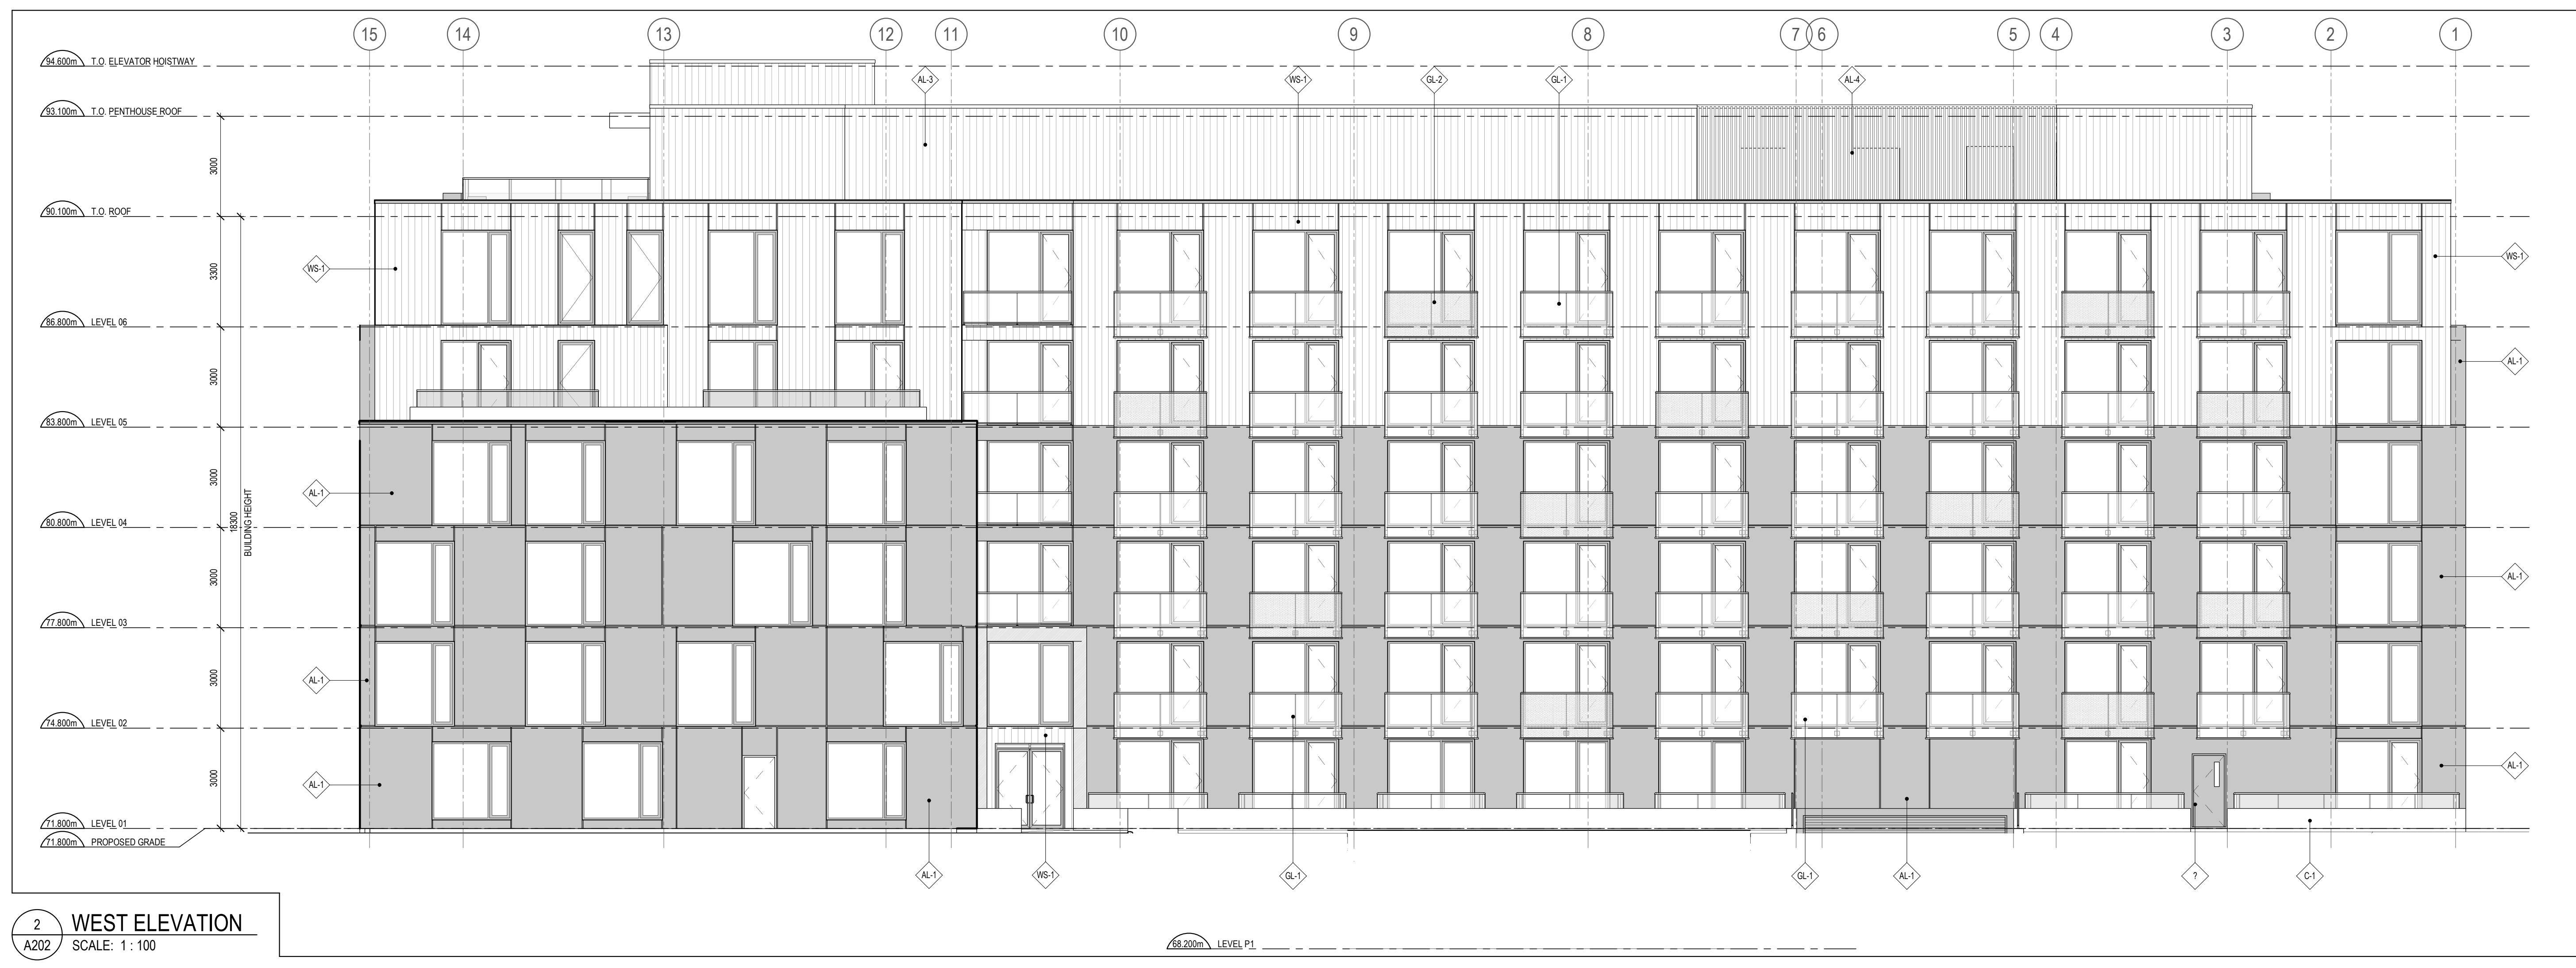 15 14 13 12 11 10 9 8 7 6 5 4 3 2 1
94.600m T.O. ELEVATOR HOISTWAY
AL-3 WS-1 GL-2 GL-1 AL-4
93.100m T.O. PENTHOUSE ROOF
3000
90.100m T.O. ROOF
WS-1
3300
WS-1
86.800m LEVEL 06
AL-1
3000
83.800m LEVEL 05
3000
AL-1
18300
BUILDING HEIGHT
80.800m LEVEL 04
3000
AL-1
77.800m LEVEL 03
3000
AL-1
74.800m LEVEL 02
3000
AL-1
AL-1
71.800m LEVEL 01
71.800m PROPOSED GRADE
AL-1 WS-1 GL-1 GL-1 AL-1 ? C-1
2
A202
WEST ELEVATION
SCALE: 1 : 100
68.200m LEVEL P1